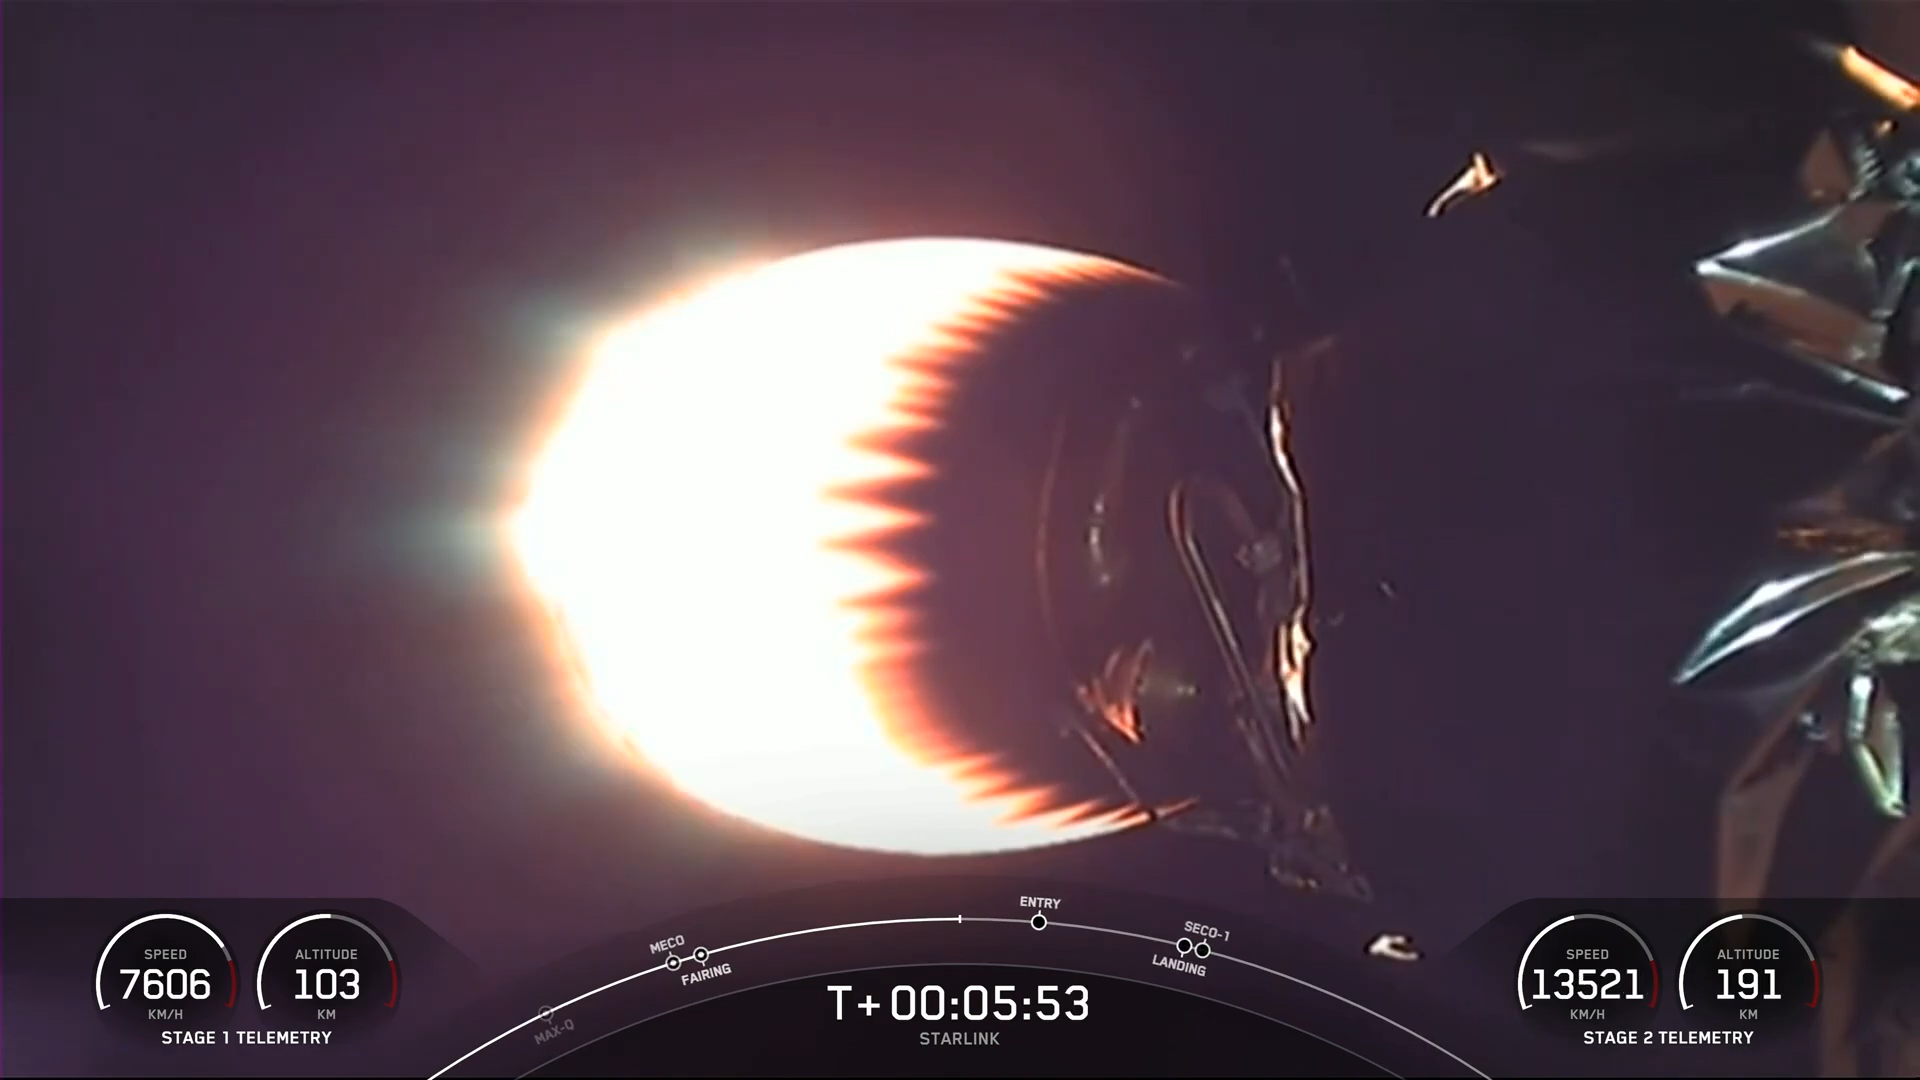 ENTRY
MECO
FAIRING
SECO-1
LANDING
MAX-Q
SPEED
7606
KM/H
ALTITUDE
103
KM
STAGE 1 TELEMETRY
T+00:05:53
STARLINK
SPEED
13521
KM/H
ALTITUDE
191
KM
STAGE 2 TELEMETRY